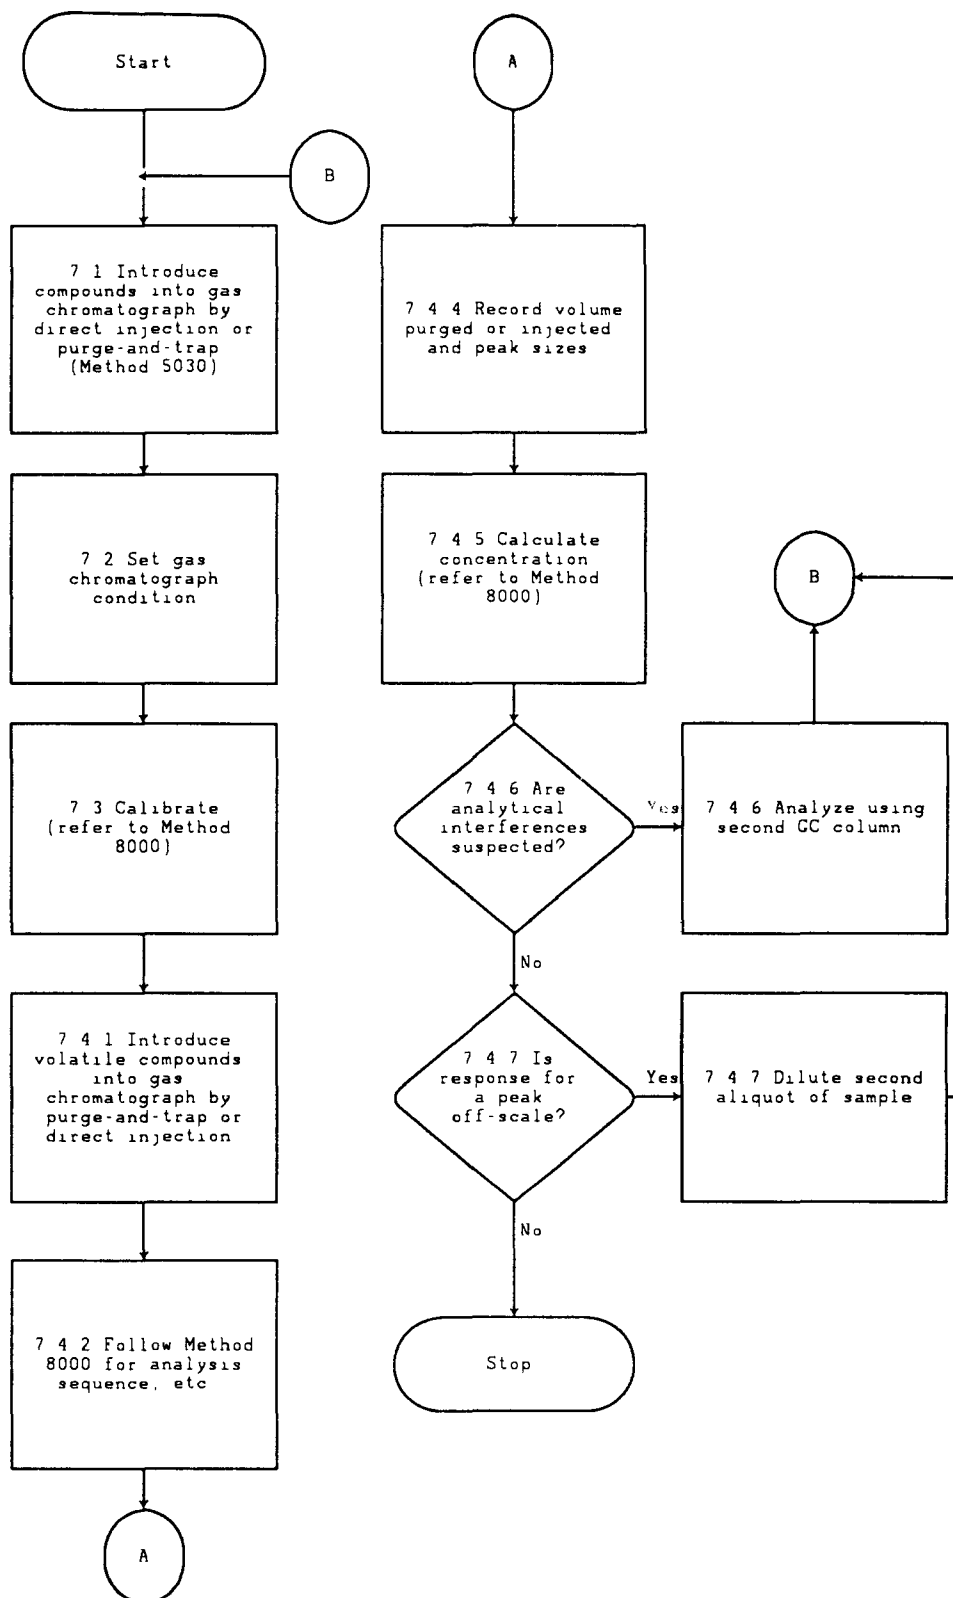 Start
B
7 1 Introduce
compounds into gas
chromatograph by
direct injection or
purge-and-trap
(Method 5030)
7 2 Set gas
chromatograph
condition
7 3 Calibrate
(refer to Method
8000)
7 4 1 Introduce
volatile compounds
into gas
chromatograph by
purge-and-trap or
direct injection
7 4 2 Follow Method
8000 for analysis
sequence, etc
A
A
7 4 4 Record volume
purged or injected
and peak sizes
7 4 5 Calculate
concentration
(refer to Method
8000)
7 4 6 Are
analytical
interferences
suspected?
Yes
7 4 6 Analyze using
second GC column
B
No
7 4 7 Is
response for
a peak
off-scale?
Yes
7 4 7 Dilute second
aliquot of sample
No
Stop